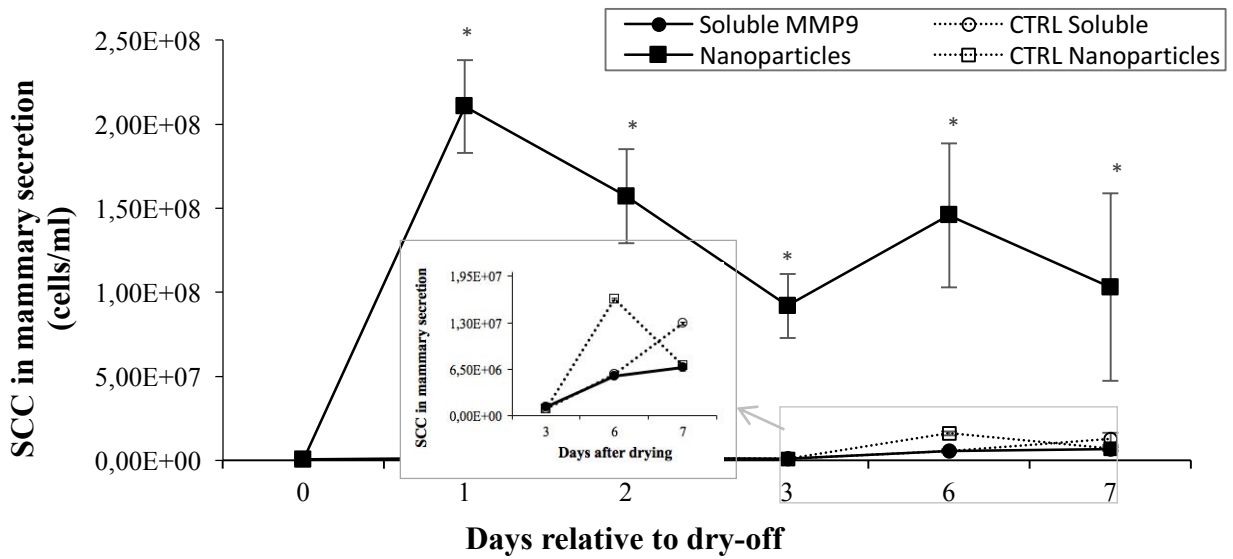 Soluble MMP9
CTRL Soluble
Nanoparticles
CTRL Nanoparticles
SCC in mammary secretion
(cells/ml)
2,50E+08
2,00E+08
1,50E+08
1,00E+08
5,00E+07
0,00E+00
*
*
*
*
*
SCC in mammary secretion
1,95E+07
1,30E+07
6,50E+06
0,00E+00
3 6 7
Days after drying
0 1 2 3 6 7
Days relative to dry-off